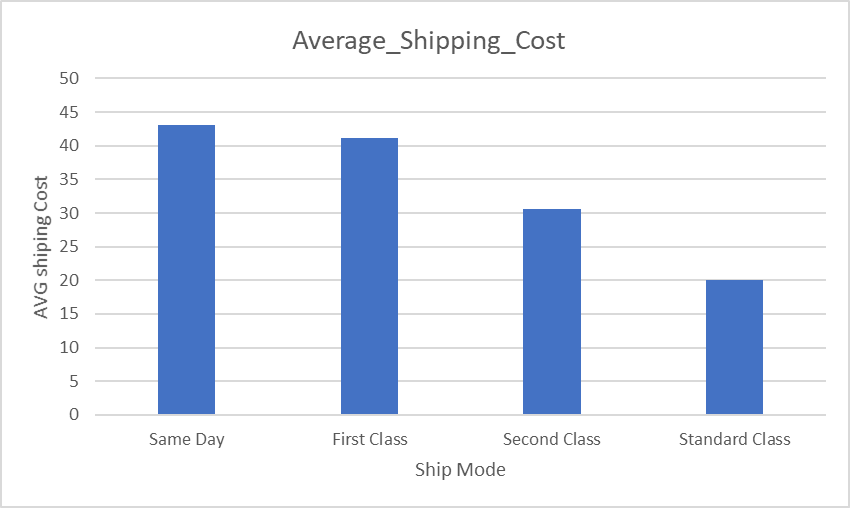 Average_Shipping_Cost
50
45
40
35
30
25
20
15
10
5
0
AVG shiping Cost
Same Day
First Class
Second Class
Standard Class
Ship Mode